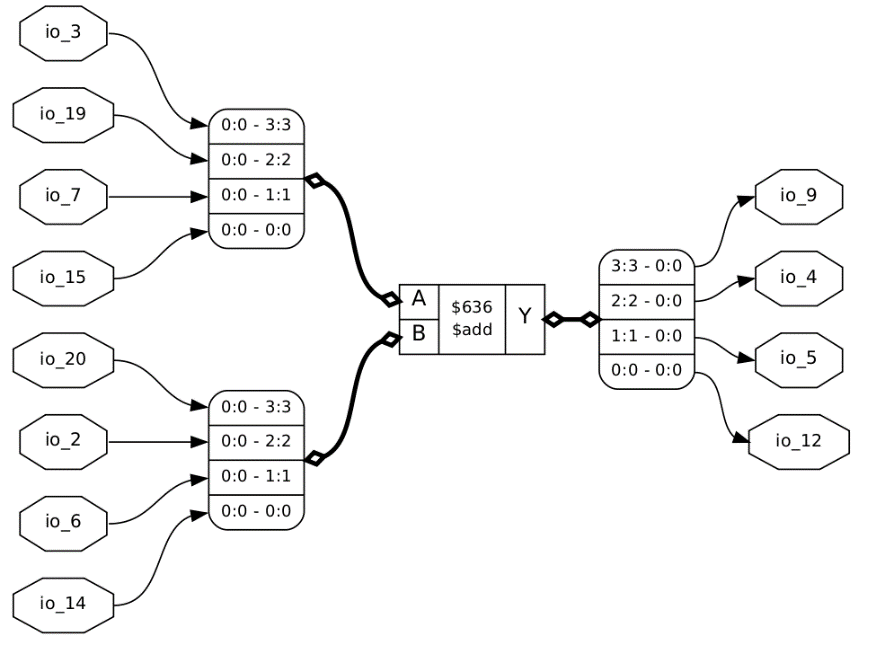 io_3
io_19
io_7
io_15
0:0 - 3:3
0:0 - 2:2
0:0 - 1:1
0:0 - 0:0
io_20
io_2
io_6
io_14
0:0 - 3:3
0:0 - 2:2
0:0 - 1:1
0:0 - 0:0
A
B
$636
$add
Y
3:3 - 0:0
2:2 - 0:0
1:1 - 0:0
0:0 - 0:0
io_9
io_4
io_5
io_12